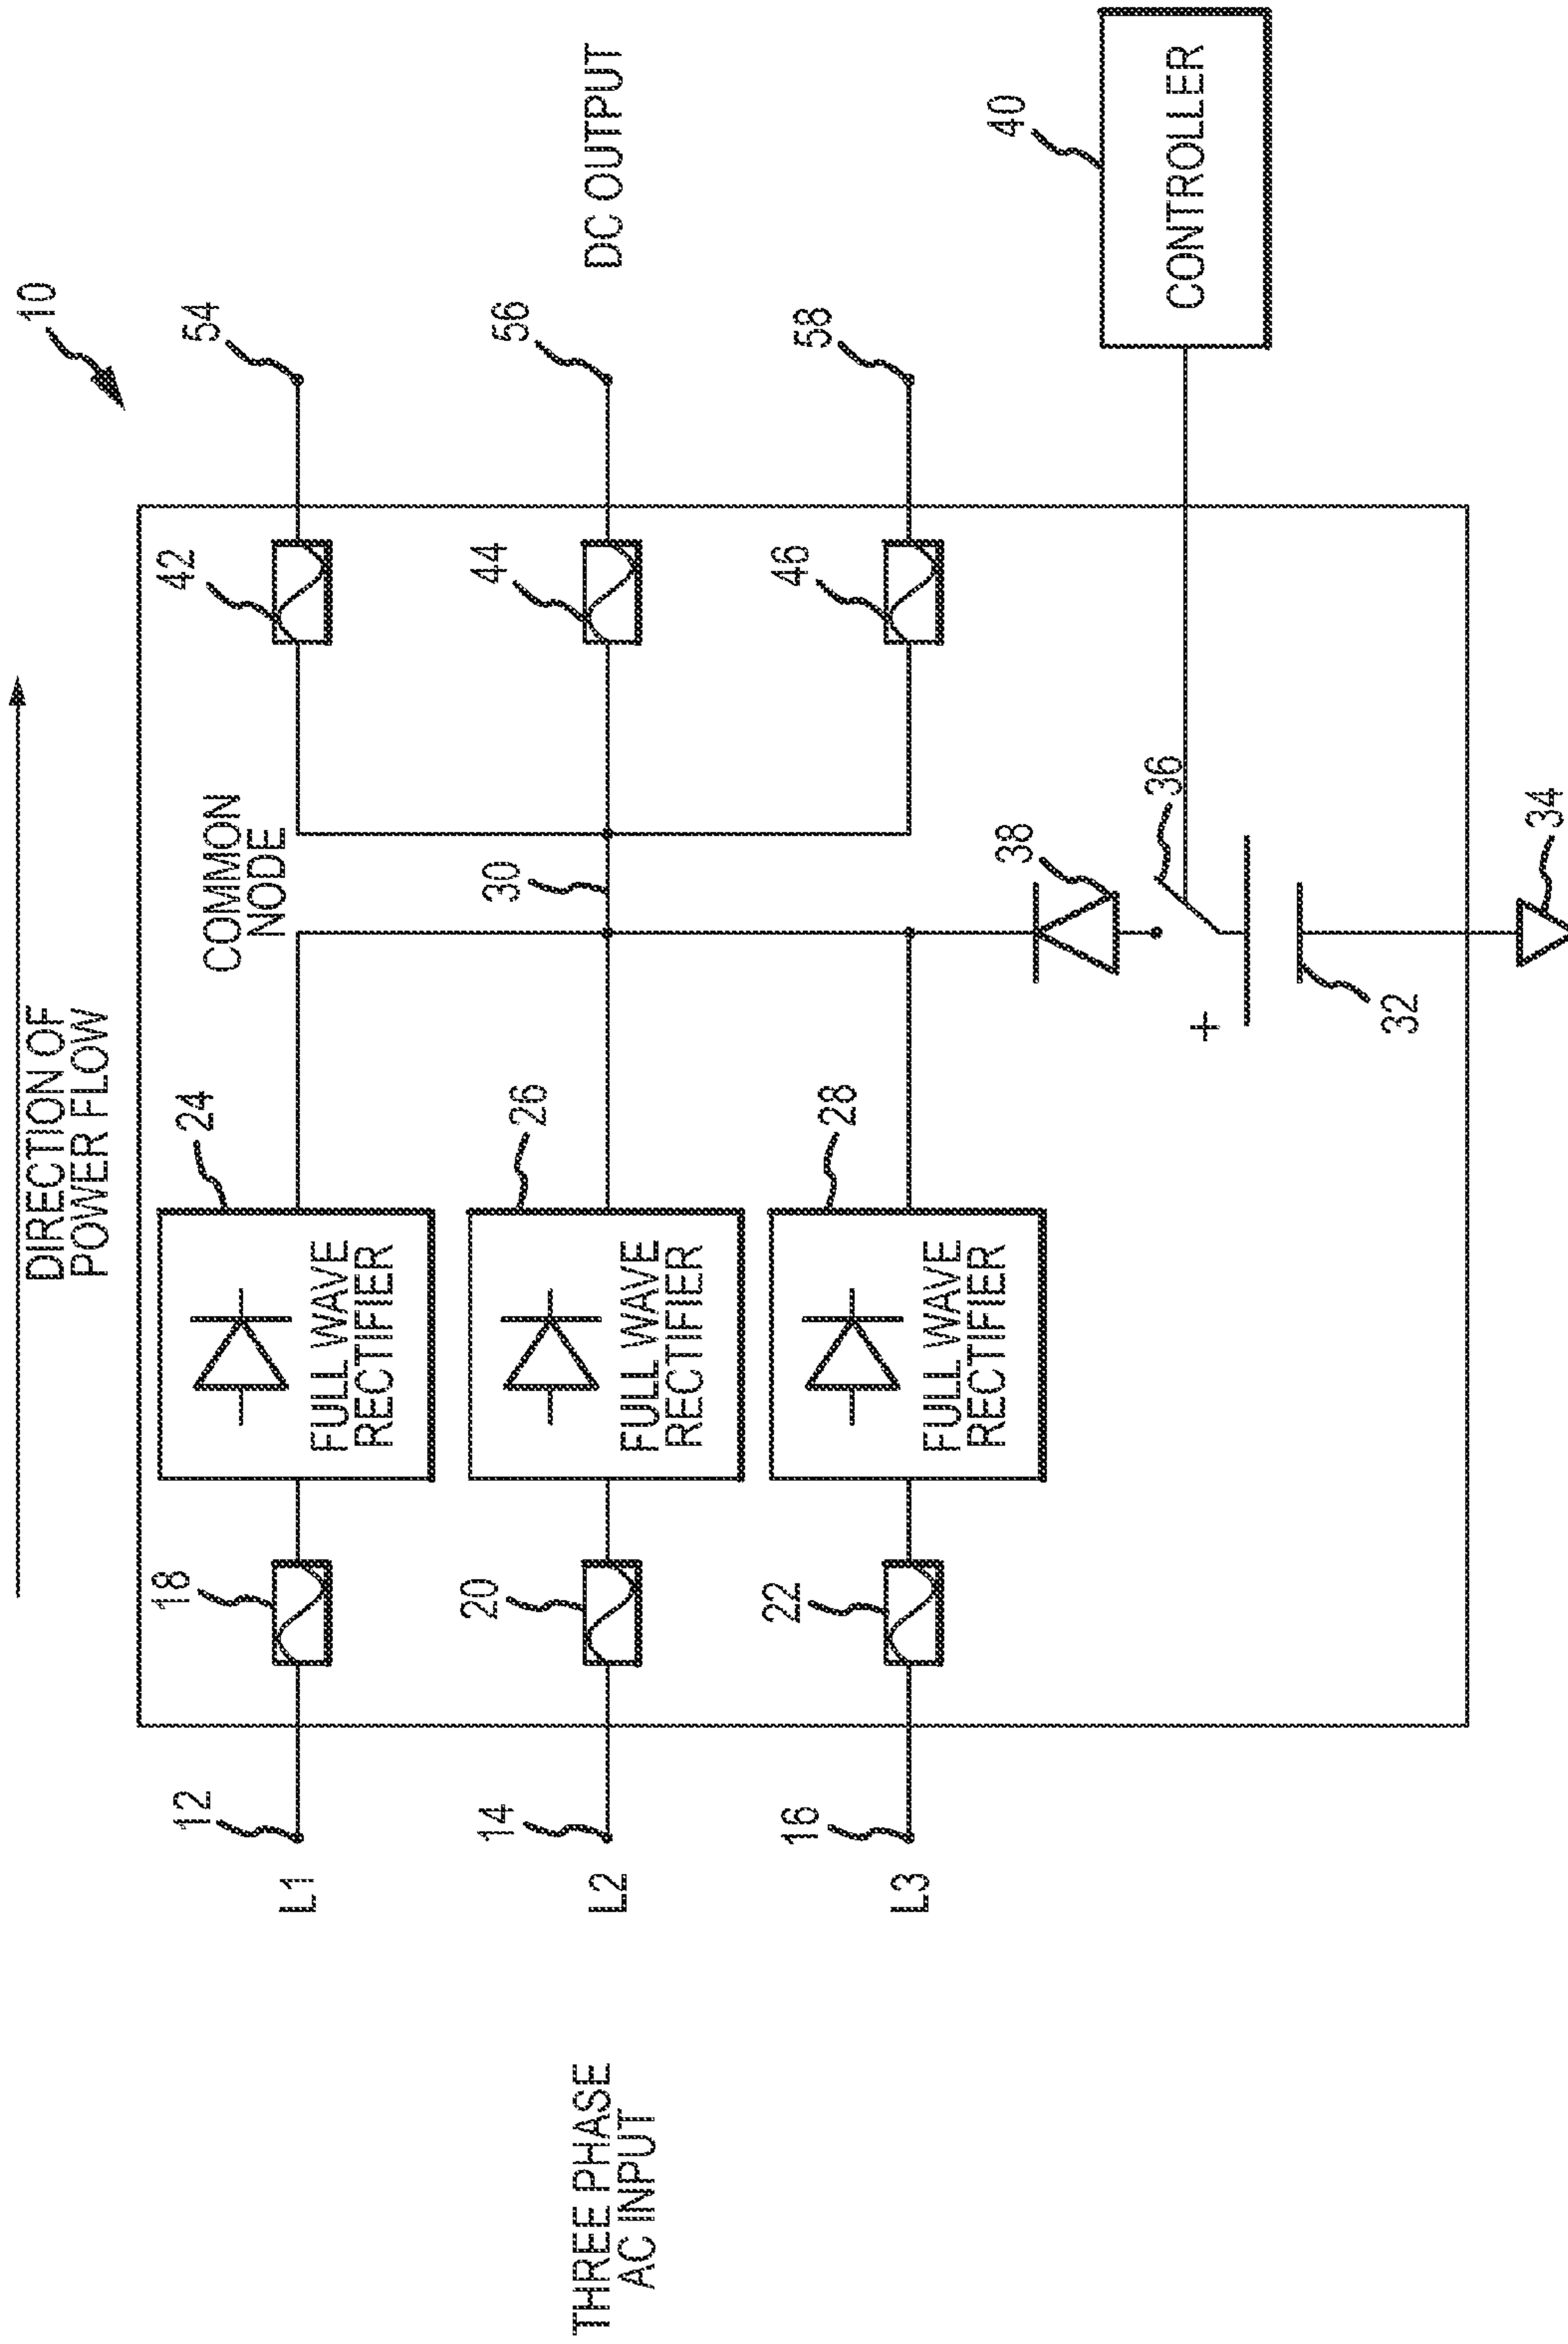 DIRECTION OF
POWER FLOW
10
THREE PHASE
AC INPUT
L1
12
18
24
FULL WAVE
RECTIFIER
COMMON
NODE
42
54
L2
14
20
26
FULL WAVE
RECTIFIER
30
44
56
DC OUTPUT
L3
16
22
28
FULL WAVE
RECTIFIER
46
58
38
36
40
CONTROLLER
+
32
34